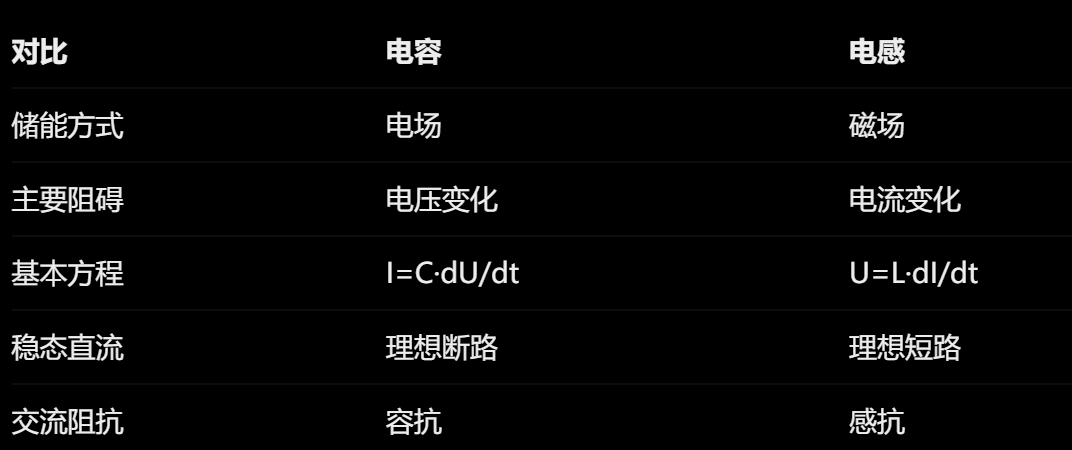 对比 电容 电感
储能方式 电场 磁场
主要阻碍 电压变化 电流变化
基本方程 I=C·dU/dt U=L·dI/dt
稳态直流 理想断路 理想短路
交流阻抗 容抗 感抗